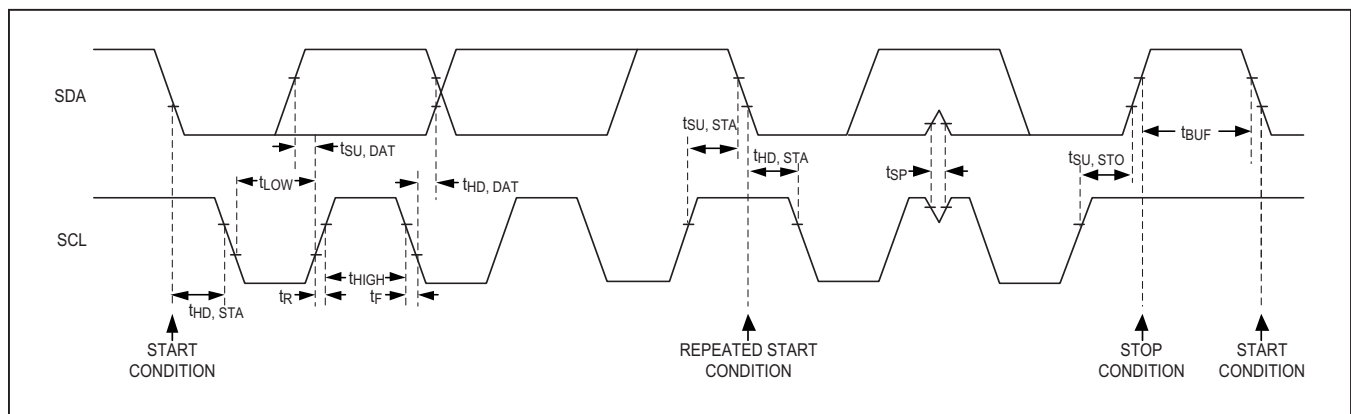 SDA
tSU, DAT
tLOW
tHD, DAT
tSU, STA
tHD, STA
tSP
tSU, STO
tBUF
SCL
tHD, STA
tR
tHIGH
tF
START
CONDITION
REPEATED START
CONDITION
STOP
CONDITION
START
CONDITION